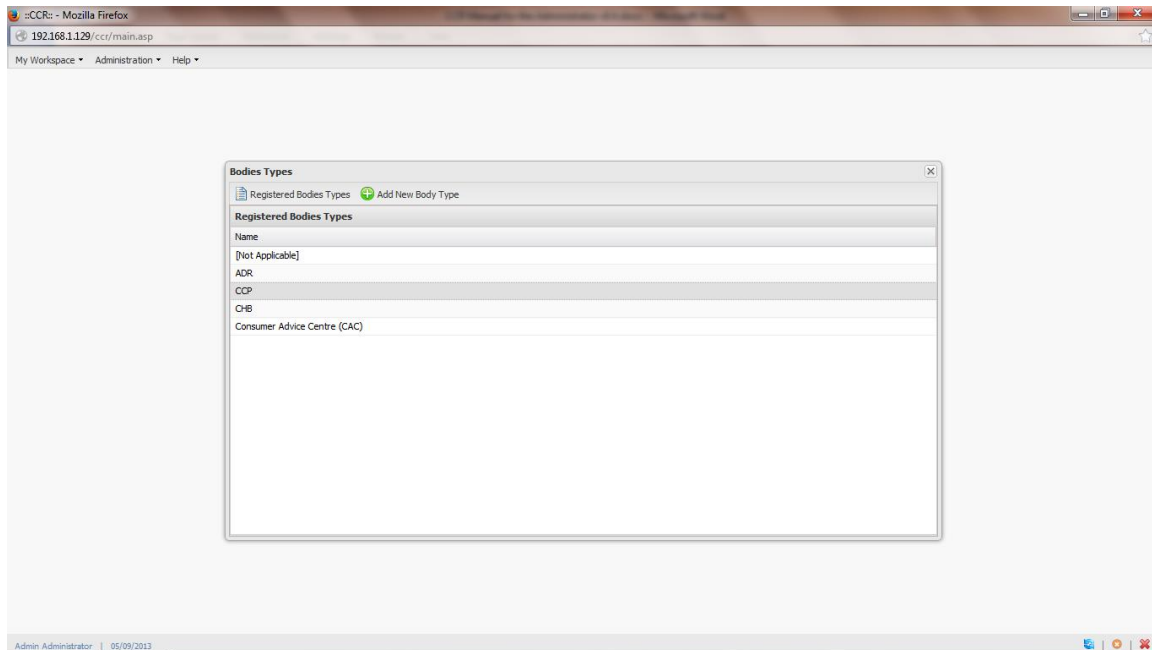 ::CCR:: - Mozilla Firefox
192.168.1.129/ccr/main.asp
My Workspace Administration Help
Bodies Types
Registered Bodies Types Add New Body Type
Registered Bodies Types
Name
[Not Applicable]
ADR
CCP
CHB
Consumer Advice Centre (CAC)
Admin Administrator | 05/09/2013